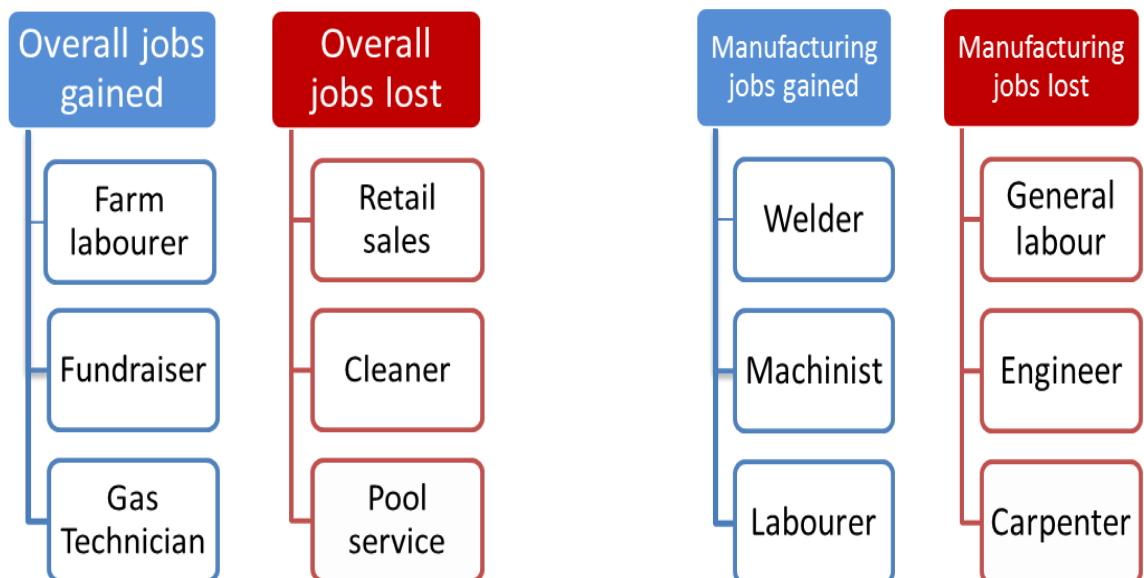 Overall jobs
gained
Farm
labourer
Fundraiser
Gas
Technician
Overall
jobs lost
Retail
sales
Cleaner
Pool
service
Manufacturing
jobs gained
Welder
Machinist
Labourer
Manufacturing
jobs lost
General
labour
Engineer
Carpenter